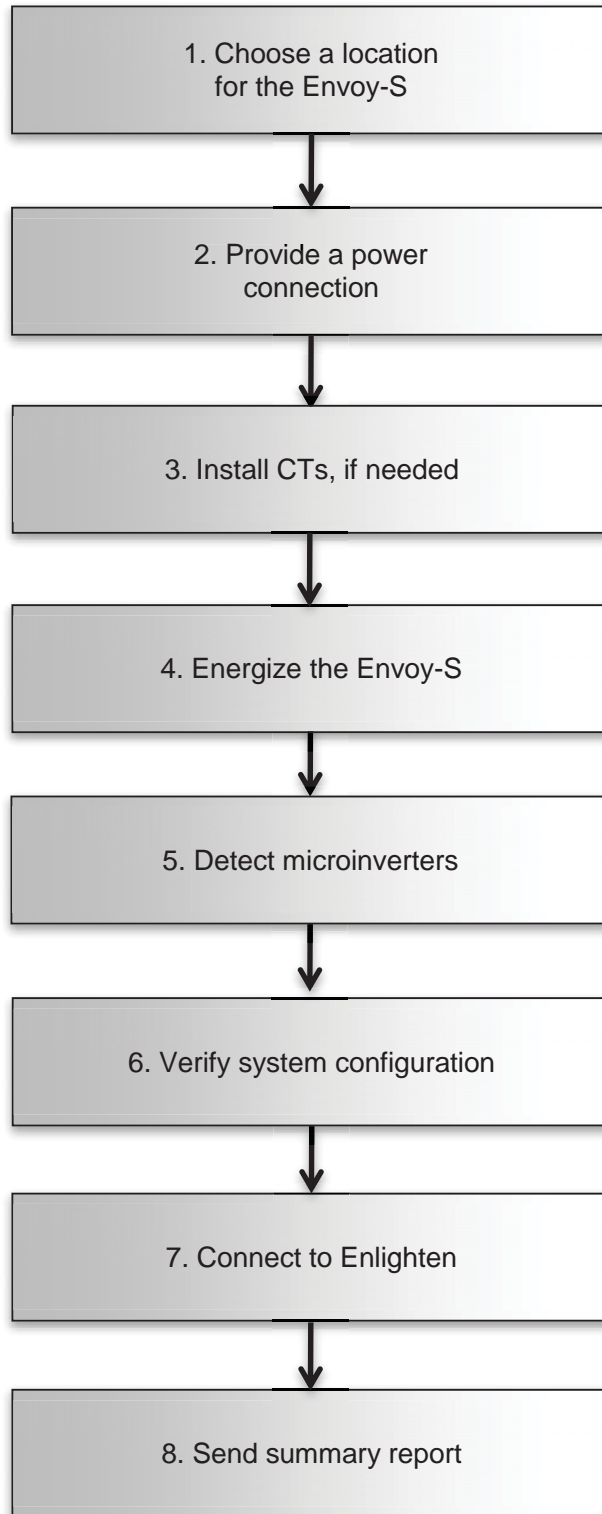 1. Choose a location
for the Envoy-S
2. Provide a power
connection
3. Install CTs, if needed
4. Energize the Envoy-S
5. Detect microinverters
6. Verify system configuration
7. Connect to Enlighten
8. Send summary report